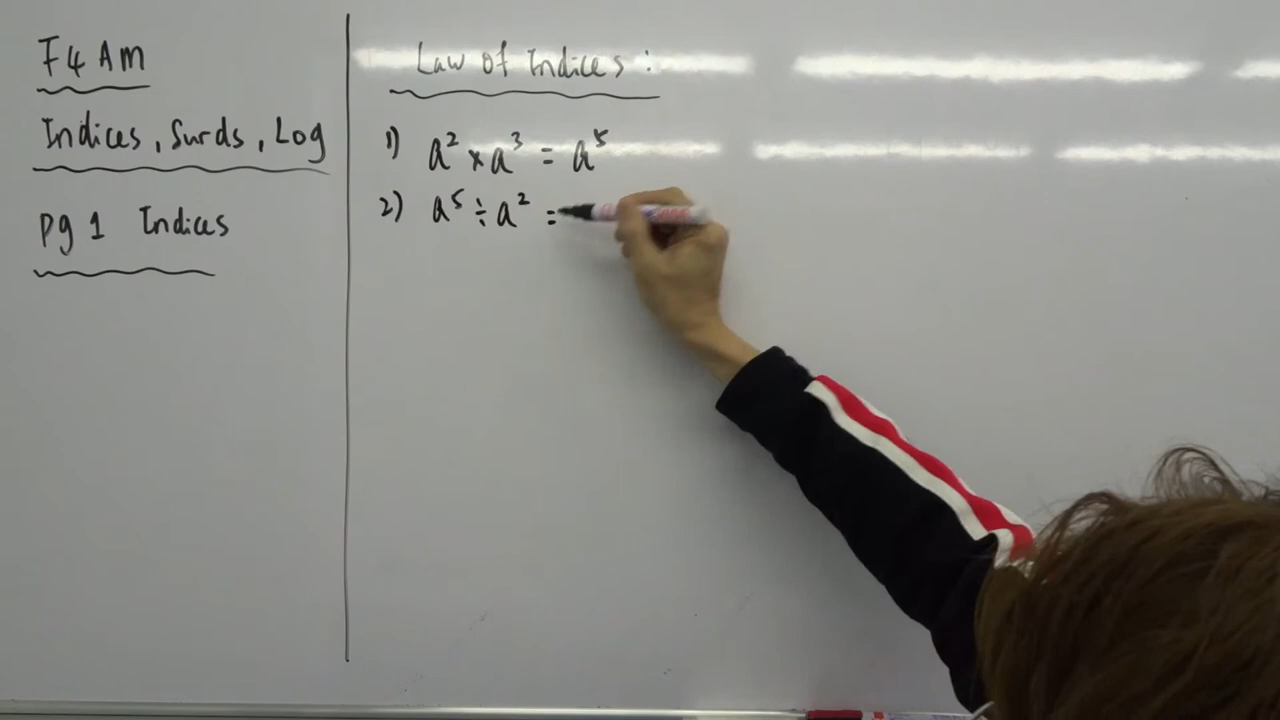 F4 Am
Indices, Surds, Log
Pg 1 Indices
Law of Indices:
1) a² × a³ = a⁵
2) a⁵ ÷ a² =